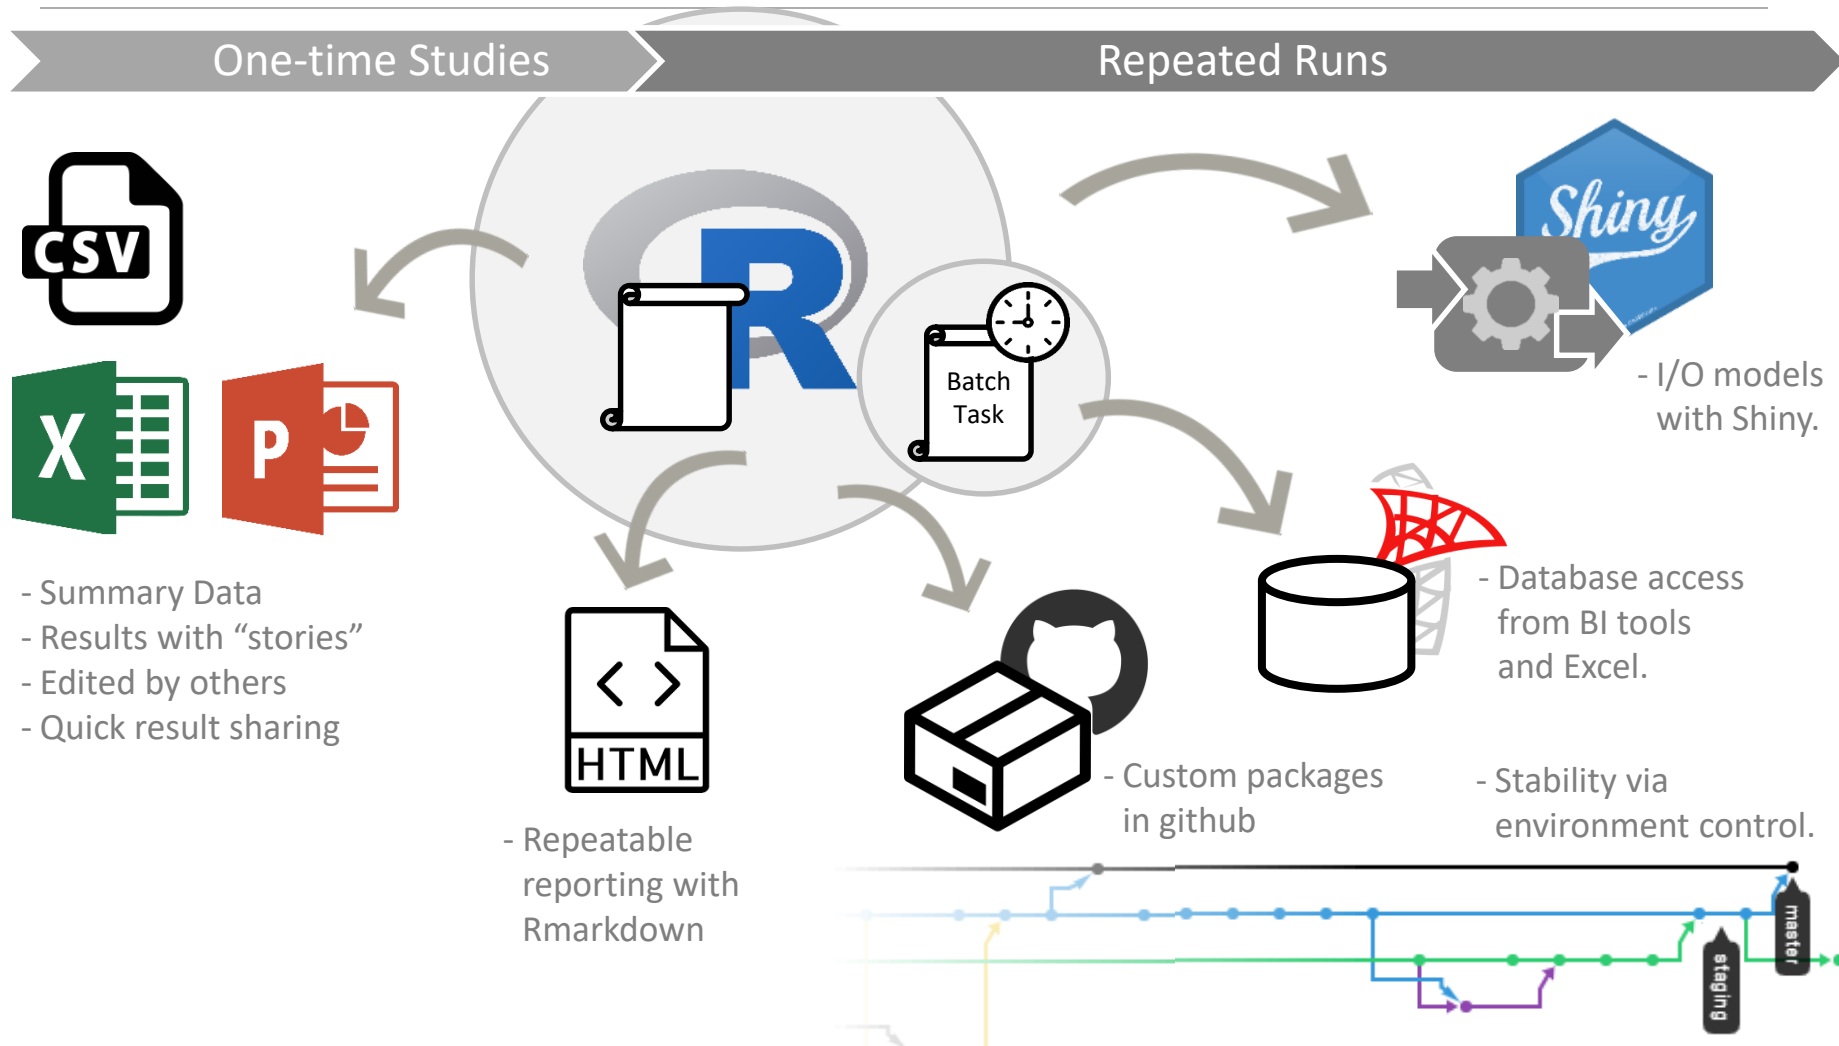 One-time Studies
Repeated Runs
CSV
X
P
- Summary Data
- Results with “stories”
- Edited by others
- Quick result sharing
R
Batch
Task
HTML
- Repeatable
reporting with
Rmarkdown
- Custom packages
in github
Shiny
- I/O models
with Shiny.
- Database access
from BI tools
and Excel.
- Stability via
environment control.
master
staging